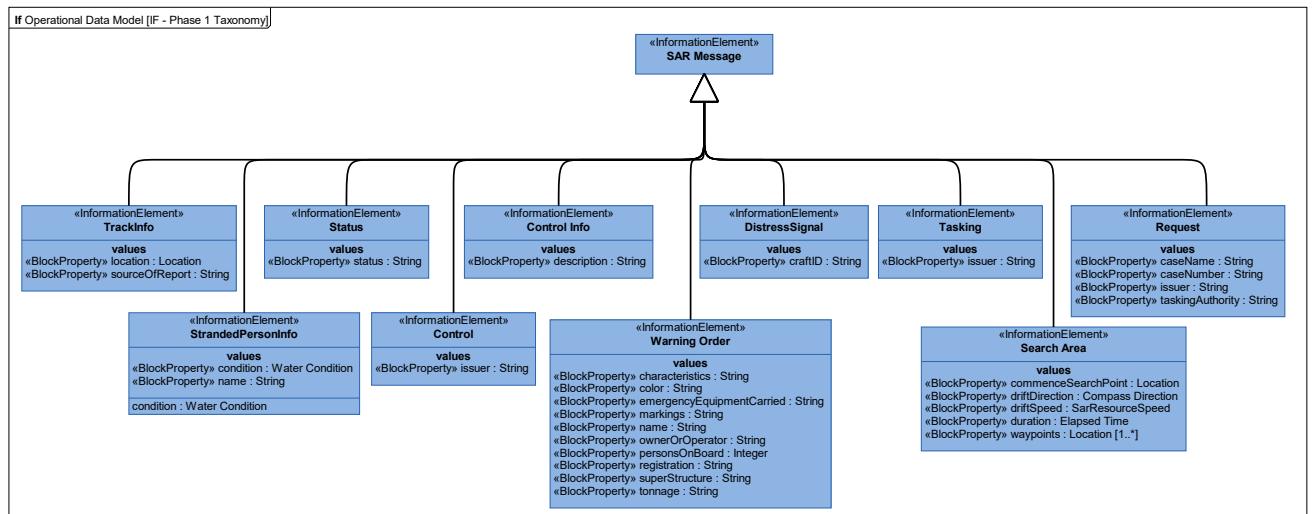 If Operational Data Model [IF - Phase 1 Taxonomy]
«InformationElement»
SAR Message
«InformationElement»
TrackInfo
values
«BlockProperty» location : Location
«BlockProperty» sourceOfReport : String
«InformationElement»
Status
values
«BlockProperty» status : String
«InformationElement»
Control Info
values
«BlockProperty» description : String
«InformationElement»
DistressSignal
values
«BlockProperty» craftID : String
«InformationElement»
Tasking
values
«BlockProperty» issuer : String
«InformationElement»
Request
values
«BlockProperty» caseName : String
«BlockProperty» caseNumber : String
«BlockProperty» issuer : String
«BlockProperty» taskingAuthority : String
«InformationElement»
StrandedPersonInfo
values
«BlockProperty» condition : Water Condition
«BlockProperty» name : String
condition : Water Condition
«InformationElement»
Control
values
«BlockProperty» issuer : String
«InformationElement»
Warning Order
values
«BlockProperty» characteristics : String
«BlockProperty» color : String
«BlockProperty» emergencyEquipmentCarried : String
«BlockProperty» markings : String
«BlockProperty» name : String
«BlockProperty» ownerOrOperator : String
«BlockProperty» personsOnBoard : Integer
«BlockProperty» registration : String
«BlockProperty» superStructure : String
«BlockProperty» tonnage : String
«InformationElement»
Search Area
values
«BlockProperty» commenceSearchPoint : Location
«BlockProperty» driftDirection : Compass Direction
«BlockProperty» driftSpeed : SarResourceSpeed
«BlockProperty» duration : Elapsed Time
«BlockProperty» waypoints : Location [1..*]